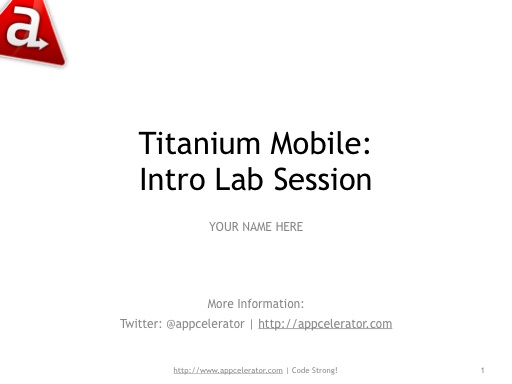 a
Titanium Mobile:
Intro Lab Session
YOUR NAME HERE
More Information:
Twitter: @appcelerator | http://appcelerator.com
http://www.appcelerator.com | Code Strong!
1